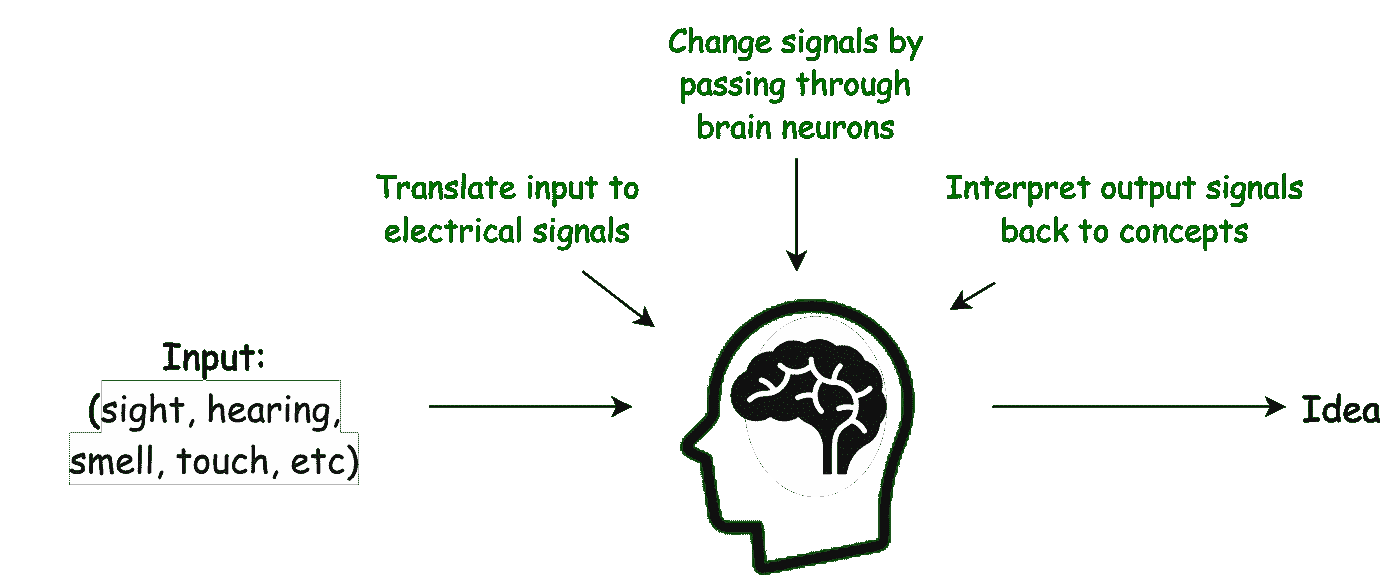 Change signals by
passing through
brain neurons
Translate input to
electrical signals
Interpret output signals
back to concepts
Input:
(sight, hearing,
smell, touch, etc)
Idea